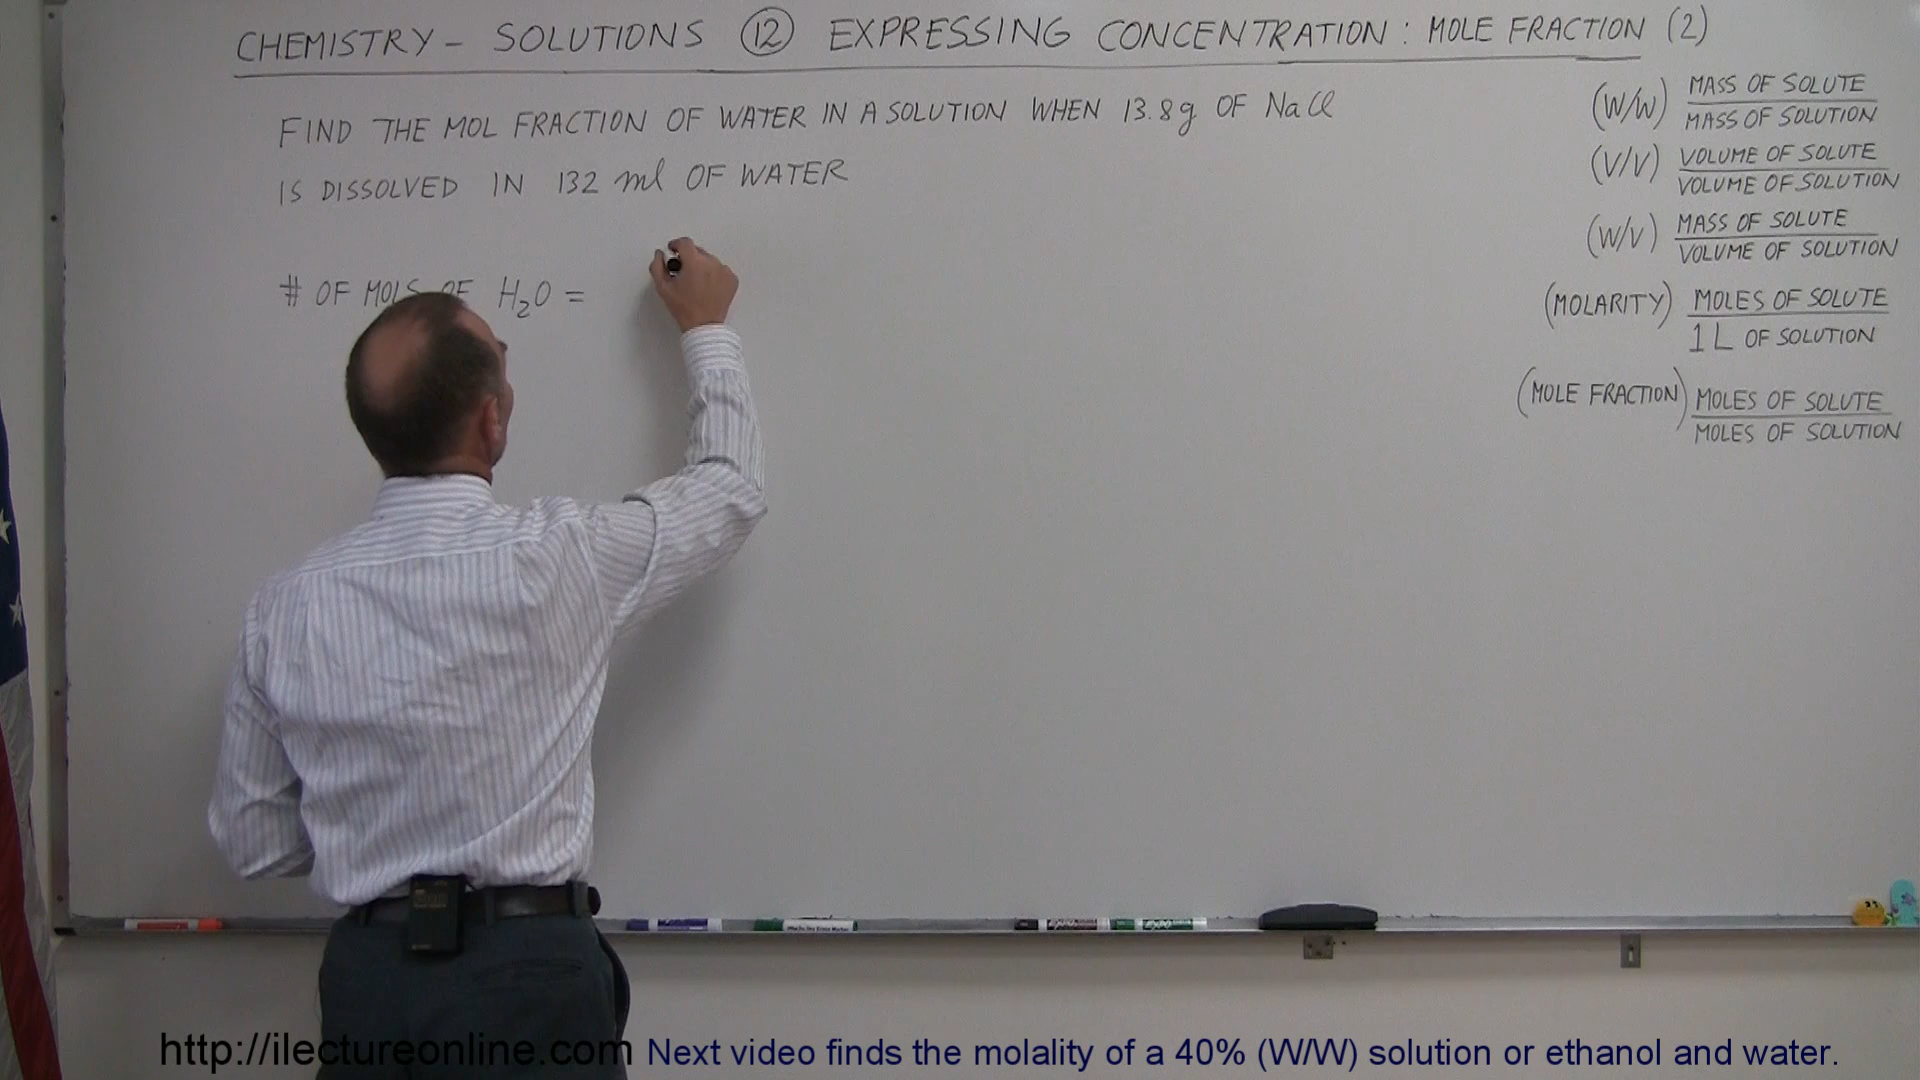 CHEMISTRY - SOLUTIONS 12 EXPRESSING CONCENTRATION: MOLE FRACTION (2)
FIND THE MOL FRACTION OF WATER IN A SOLUTION WHEN 13.8g OF NaCl
IS DISSOLVED IN 132 ml OF WATER
# OF MOLS OF H2O =
(W/W) MASS OF SOLUTE
MASS OF SOLUTION
(V/V) VOLUME OF SOLUTE
VOLUME OF SOLUTION
(W/V) MASS OF SOLUTE
VOLUME OF SOLUTION
(MOLARITY) MOLES OF SOLUTE
1 L OF SOLUTION
(MOLE FRACTION) MOLES OF SOLUTE
MOLES OF SOLUTION
http://ilectureonline.com Next video finds the molality of a 40% (W/W) solution or ethanol and water.